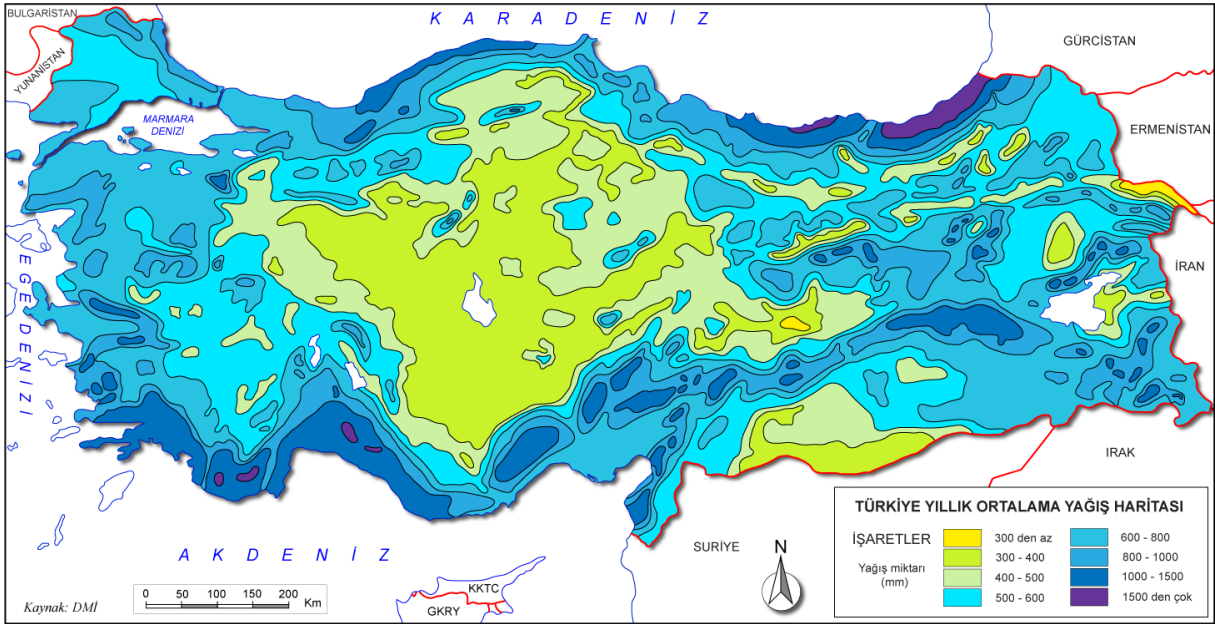 BULGARİSTAN
K A R A D E N İ Z
GÜRCİSTAN
YUNANİSTAN
MARMARA
DENİZİ
ERMENİSTAN
E G E D E N I Z I
İRAN
IRAK
SURİYE
A K D E N İ Z
N
KKTC
GKRY
0 50 100 150 200 Km
Kaynak: DMİ
TÜRKİYE YILLIK ORTALAMA YAĞIŞ HARİTASI
İŞARETLER
Yağış miktarı
(mm)
300 den az
300 - 400
400 - 500
500 - 600
600 - 800
800 - 1000
1000 - 1500
1500 den çok